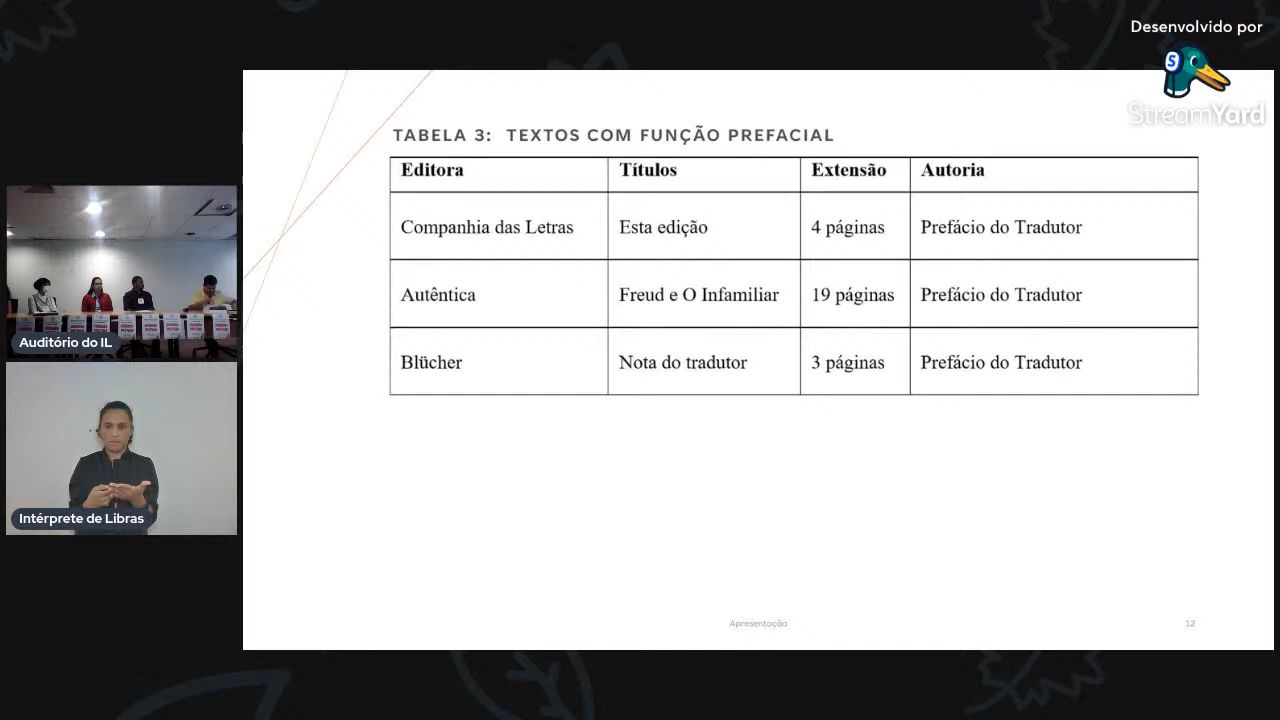 Desenvolvido por
StreamYard
TABELA 3: TEXTOS COM FUNÇÃO PREFACIAL
Editora Títulos Extensão Autoria
Companhia das Letras Esta edição 4 páginas Prefácio do Tradutor
Autêntica Freud e O Infamiliar 19 páginas Prefácio do Tradutor
Blücher Nota do tradutor 3 páginas Prefácio do Tradutor
Auditório do IL
Intérprete de Libras
Apresentação 12